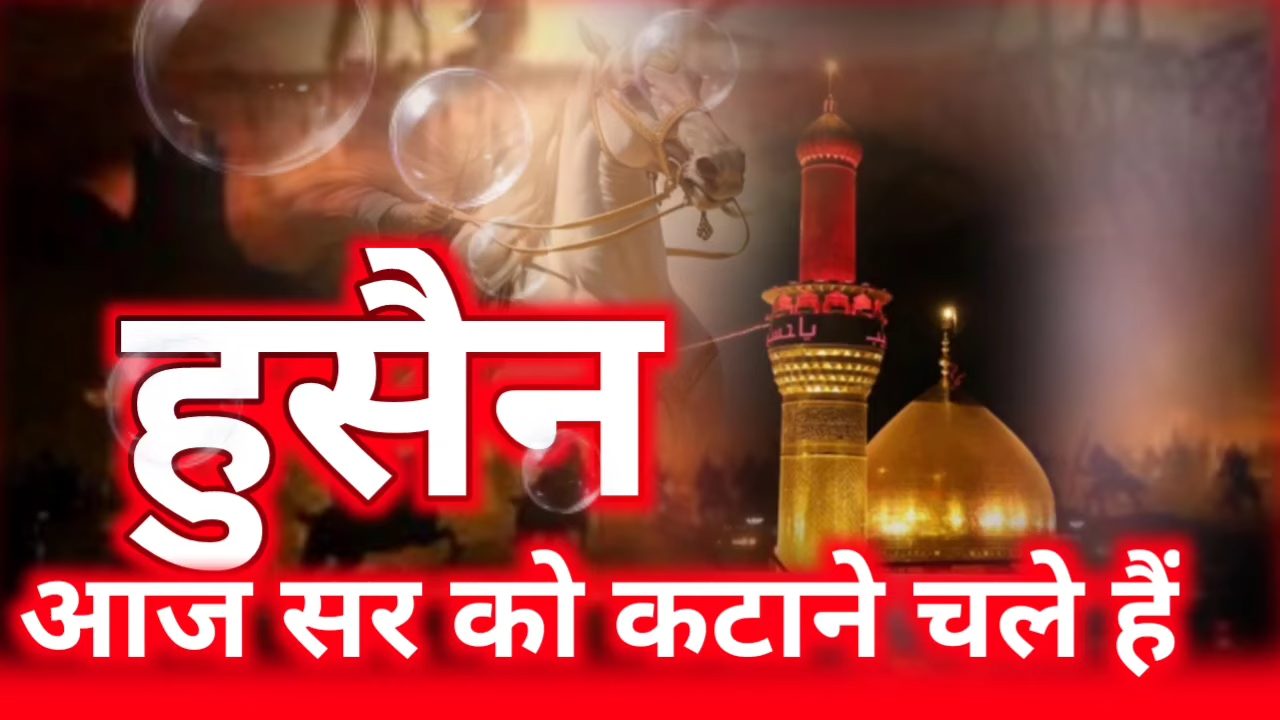 हुसैन
आज सर को कटाने चले हैं